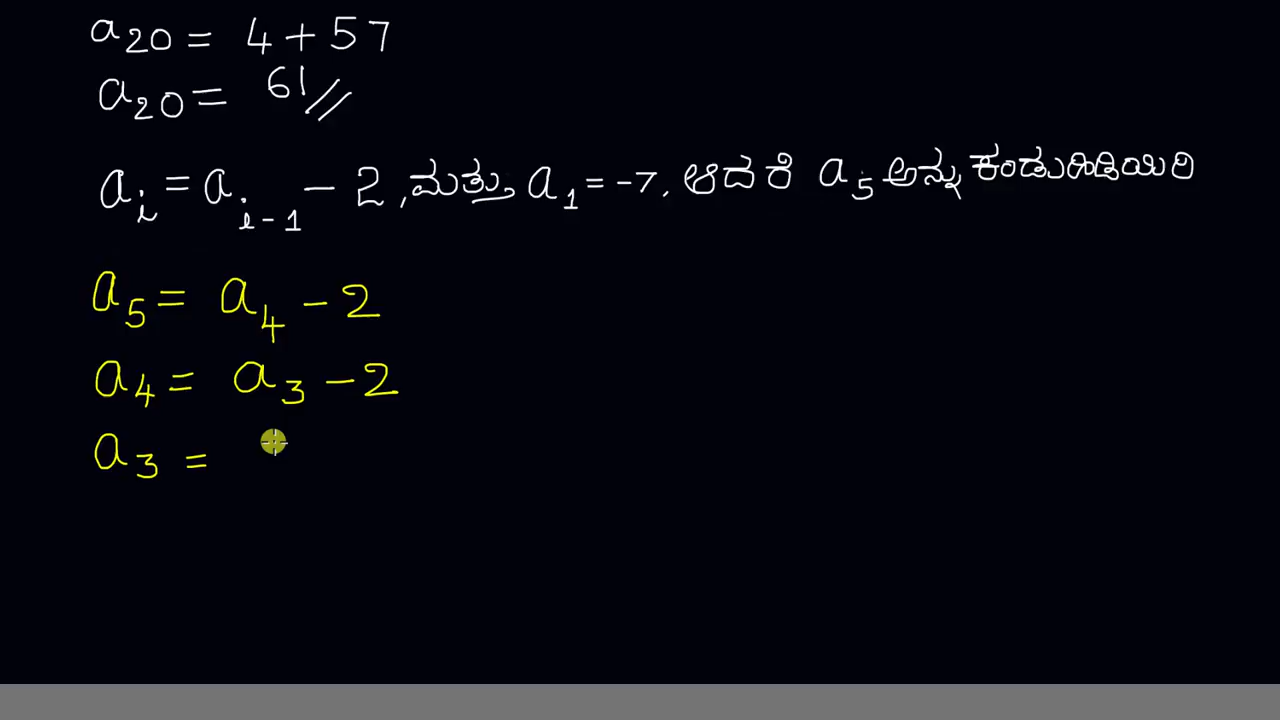 a₂₀ = 4 + 57
a₂₀ = 61//
aᵢ = aᵢ₋₁ - 2, ಮತ್ತು a₁ = -7, ಆದಕೆ a₅ ಅನ್ನು ಕಂಡುಹಿಡಿಯಿರಿ
a₅ = a₄ - 2
a₄ = a₃ - 2
a₃ =